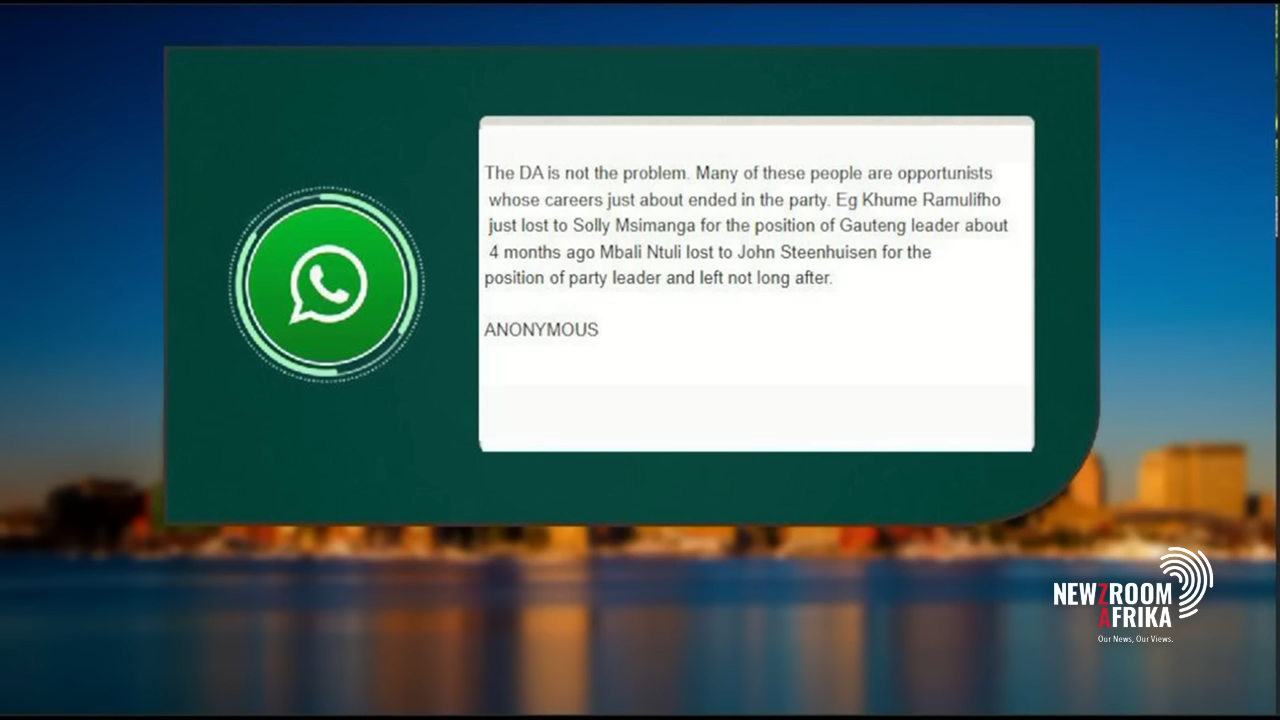 The DA is not the problem. Many of these people are opportunists
whose careers just about ended in the party. Eg Khume Ramulifho
just lost to Solly Msimanga for the position of Gauteng leader about
4 months ago Mbali Ntuli lost to John Steenhuisen for the
position of party leader and left not long after.
ANONYMOUS
NEWZROOM
AFRIKA
Our News, Our Views.